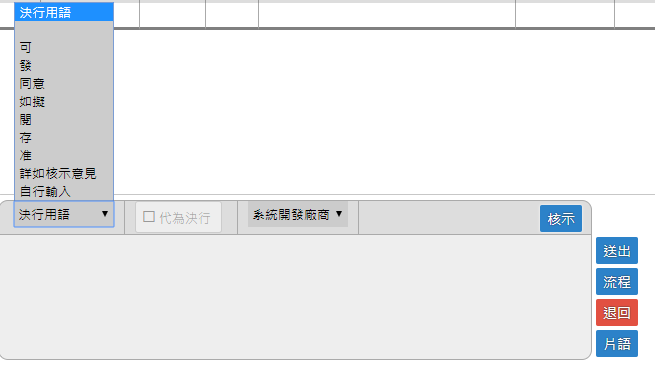 決行用語
可
發
同意
如擬
閱
存
准
詳如核示意見
自行輸入
決行用語
代為決行
系統開發廠商
核示
送出
流程
退回
片語